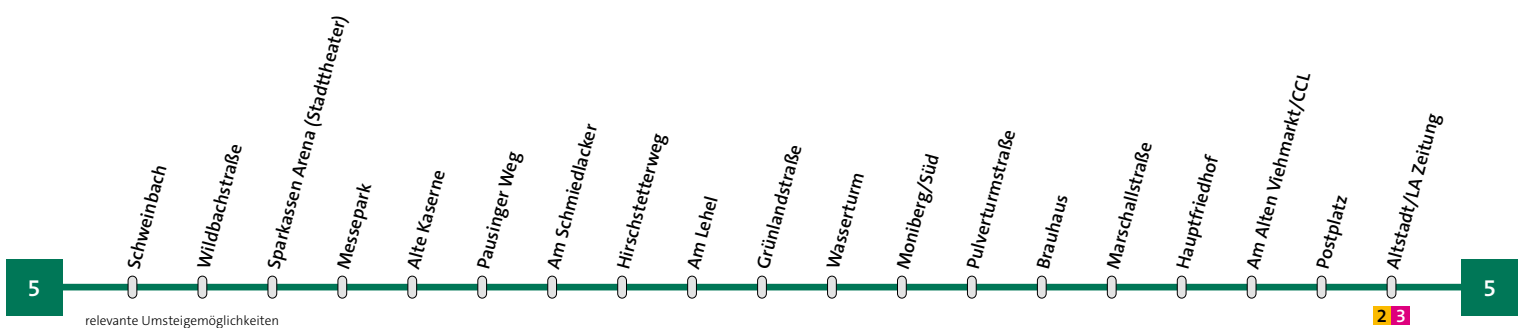 5
Schweinbach
Wildbachstraße
Sparkassen Arena (Stadttheater)
Messepark
Alte Kaserne
Pausinger Weg
Am Schmiedlacker
Hirschstetterweg
Am Lehel
Grünlandstraße
Wasserturm
Moniberg/Süd
Pulverturmstraße
Brauhaus
Marschallstraße
Hauptfriedhof
Am Alten Viehmarkt/CCL
Postplatz
Altstadt/LA Zeitung
5
relevante Umsteigemöglichkeiten
2 3